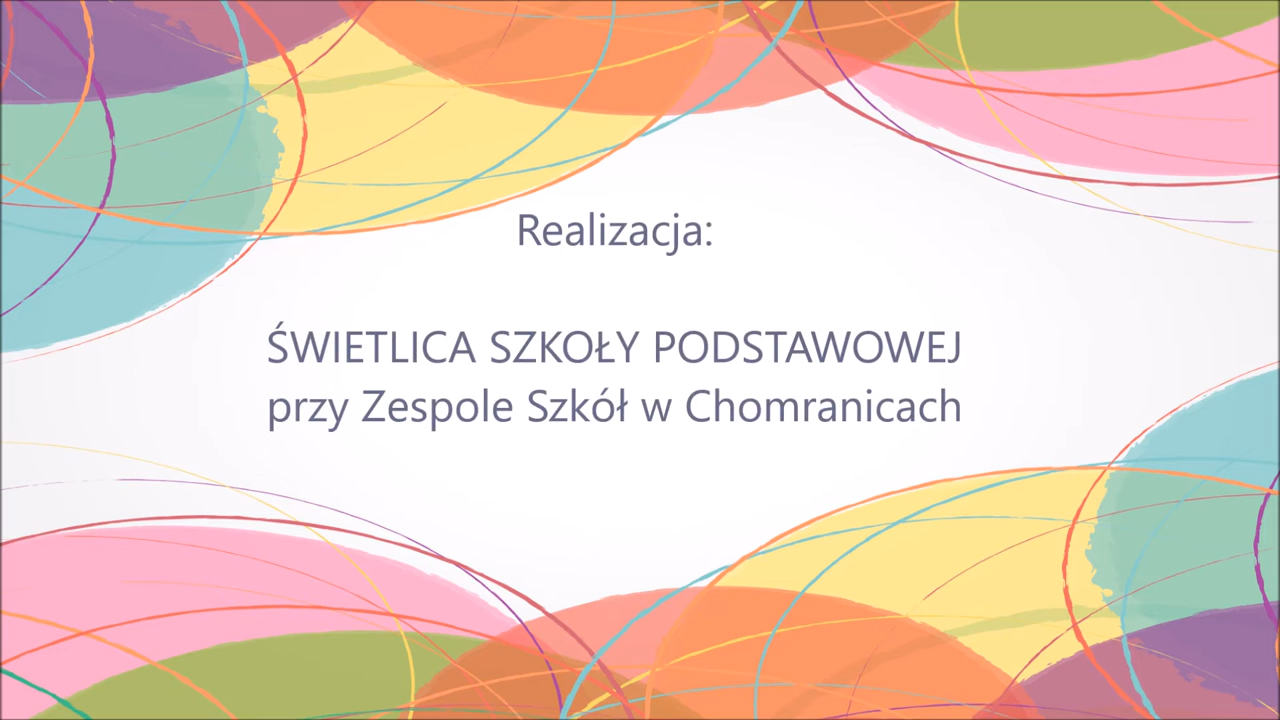 Realizacja:
ŚWIETLICA SZKOŁY PODSTAWOWEJ
przy Zespole Szkół w Chomranicach